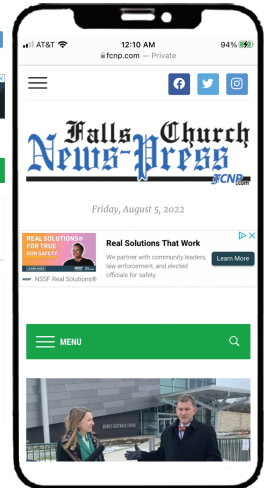 AT&T 12:10 AM 94%
fcnp.com — Private
Falls Church
News-Press
FCNP.com
Friday, August 5, 2022
REAL SOLUTIONS®
FOR TRUE
GUN SAFETY.
NSSF Real Solutions®
Real Solutions That Work
We partner with community leaders,
law enforcement, and elected
officials for safety.
Learn More
MENU